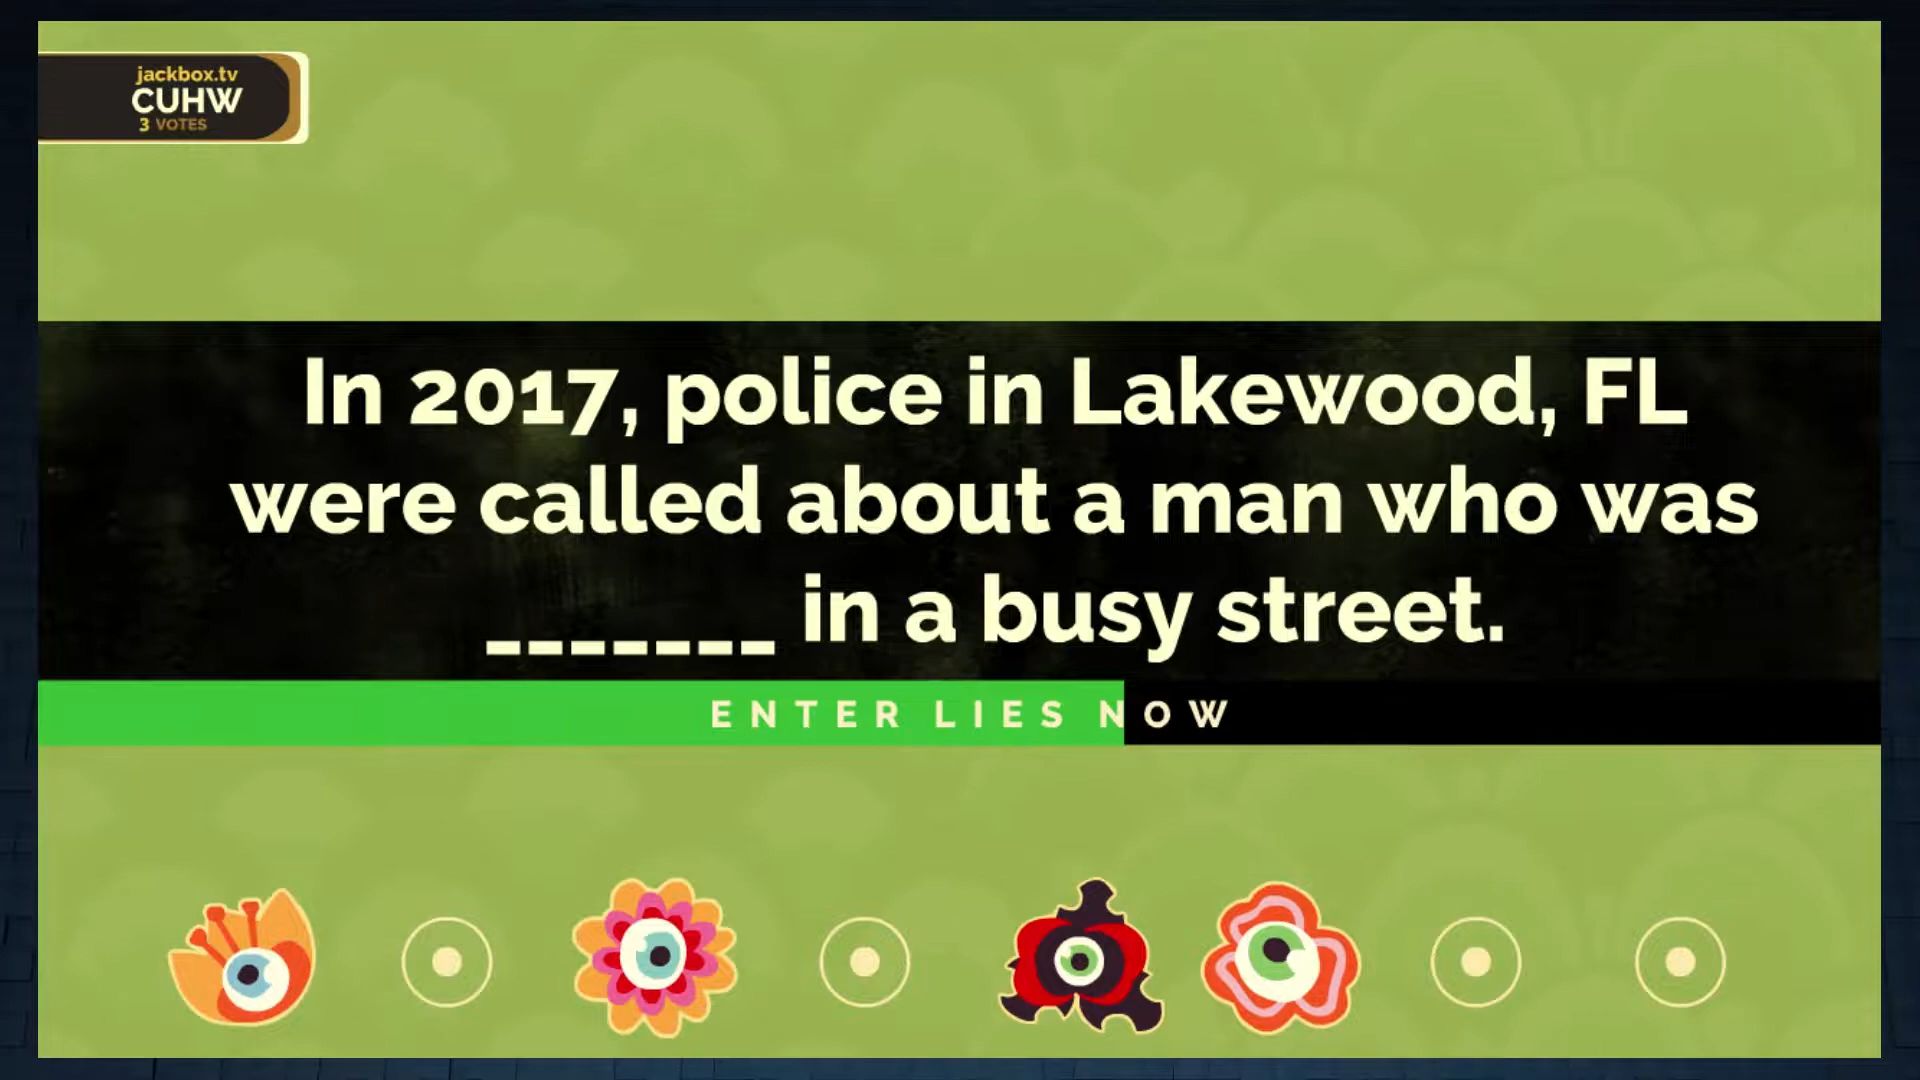 jackbox.tv
CUHW
3 VOTES
In 2017, police in Lakewood, FL
were called about a man who was
_______ in a busy street.
ENTER LIES NOW